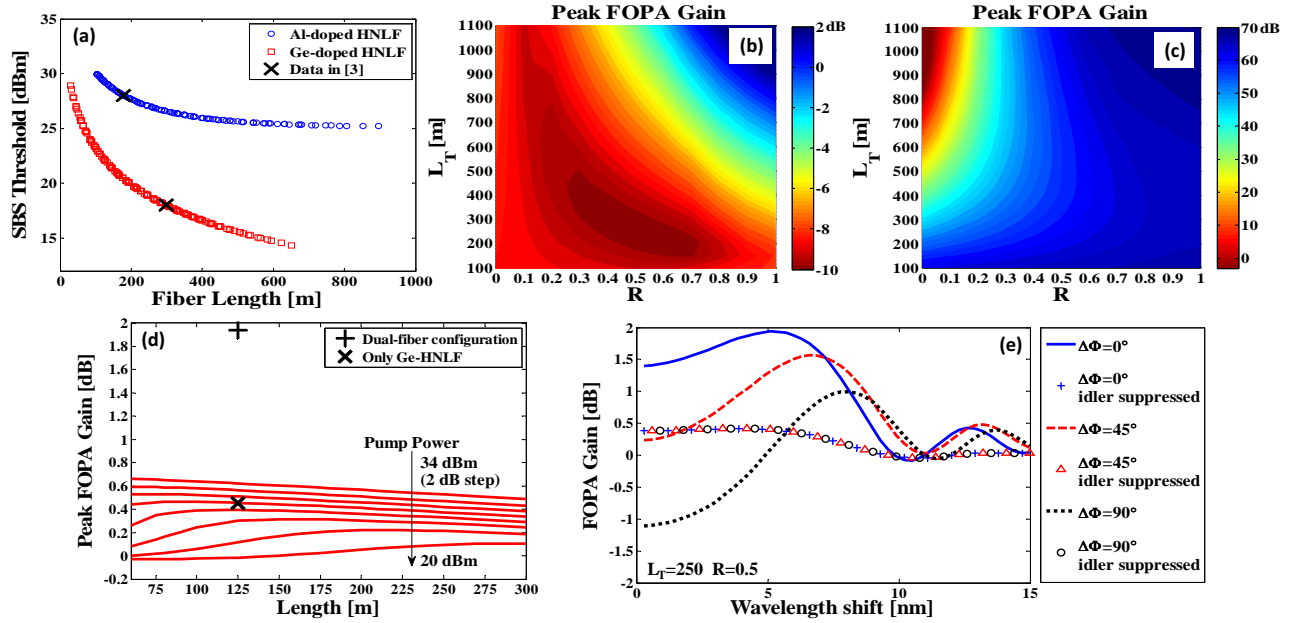 (a)
Al-doped HNLF
Ge-doped HNLF
Data in [3]
SBS Threshold [dBm]
35
30
25
20
15
0 200 400 600 800 1000
Fiber Length [m]
Peak FOPA Gain
(b)
L_T [m]
1100
1000
900
800
700
600
500
400
300
200
100
0 0.1 0.2 0.3 0.4 0.5 0.6 0.7 0.8 0.9 1
R
2 dB
0
-2
-4
-6
-8
-10
Peak FOPA Gain
(c)
L_T [m]
1100
1000
900
800
700
600
500
400
300
200
100
0 0.1 0.2 0.3 0.4 0.5 0.6 0.7 0.8 0.9 1
R
70 dB
60
50
40
30
20
10
0
(d)
Dual-fiber configuration
Only Ge-HNLF
Peak FOPA Gain [dB]
2
1.8
1.6
1.4
1.2
1
0.8
0.6
0.4
0.2
0
-0.2
Pump Power
34 dBm
(2 dB step)
20 dBm
75 100 125 150 175 200 225 250 275 300
Length [m]
(e)
FOPA Gain [dB]
2
1.5
1
0.5
0
-0.5
-1
-1.5
-2
L_T=250 R=0.5
0 5 10 15
Wavelength shift [nm]
ΔΦ=0°
ΔΦ=0°
idler suppressed
ΔΦ=45°
ΔΦ=45°
idler suppressed
ΔΦ=90°
ΔΦ=90°
idler suppressed